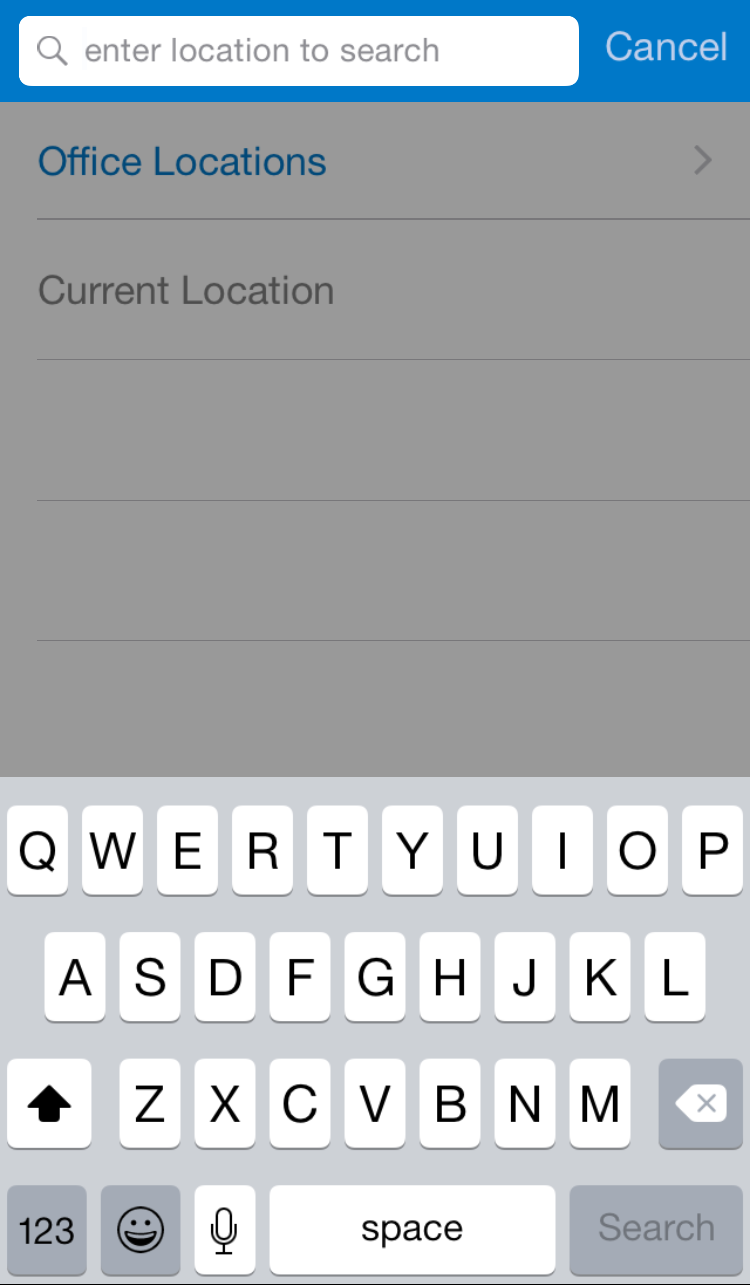 enter location to search Cancel
Office Locations
Current Location
Q W E R T Y U I O P
A S D F G H J K L
Z X C V B N M
123 space Search